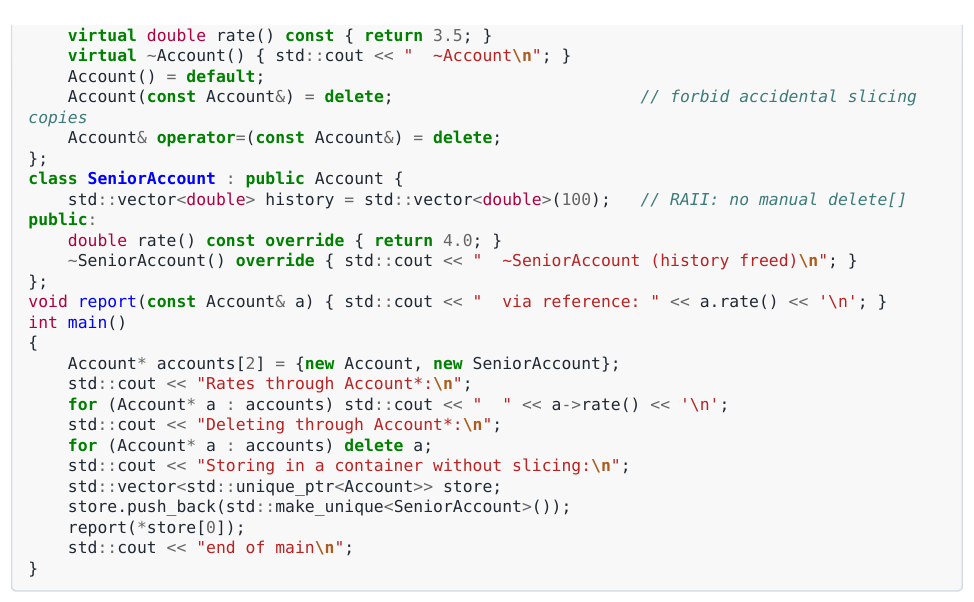 virtual double rate() const { return 3.5; }
    virtual ~Account() { std::cout << "  ~Account\n"; }
    Account() = default;
    Account(const Account&) = delete;                         // forbid accidental slicing
copies
    Account& operator=(const Account&) = delete;
};
class SeniorAccount : public Account {
    std::vector<double> history = std::vector<double>(100);   // RAII: no manual delete[]
public:
    double rate() const override { return 4.0; }
    ~SeniorAccount() override { std::cout << "  ~SeniorAccount (history freed)\n"; }
};
void report(const Account& a) { std::cout << "  via reference: " << a.rate() << '\n'; }
int main()
{
    Account* accounts[2] = {new Account, new SeniorAccount};
    std::cout << "Rates through Account*:\n";
    for (Account* a : accounts) std::cout << "  " << a->rate() << '\n';
    std::cout << "Deleting through Account*:\n";
    for (Account* a : accounts) delete a;
    std::cout << "Storing in a container without slicing:\n";
    std::vector<std::unique_ptr<Account>> store;
    store.push_back(std::make_unique<SeniorAccount>());
    report(*store[0]);
    std::cout << "end of main\n";
}